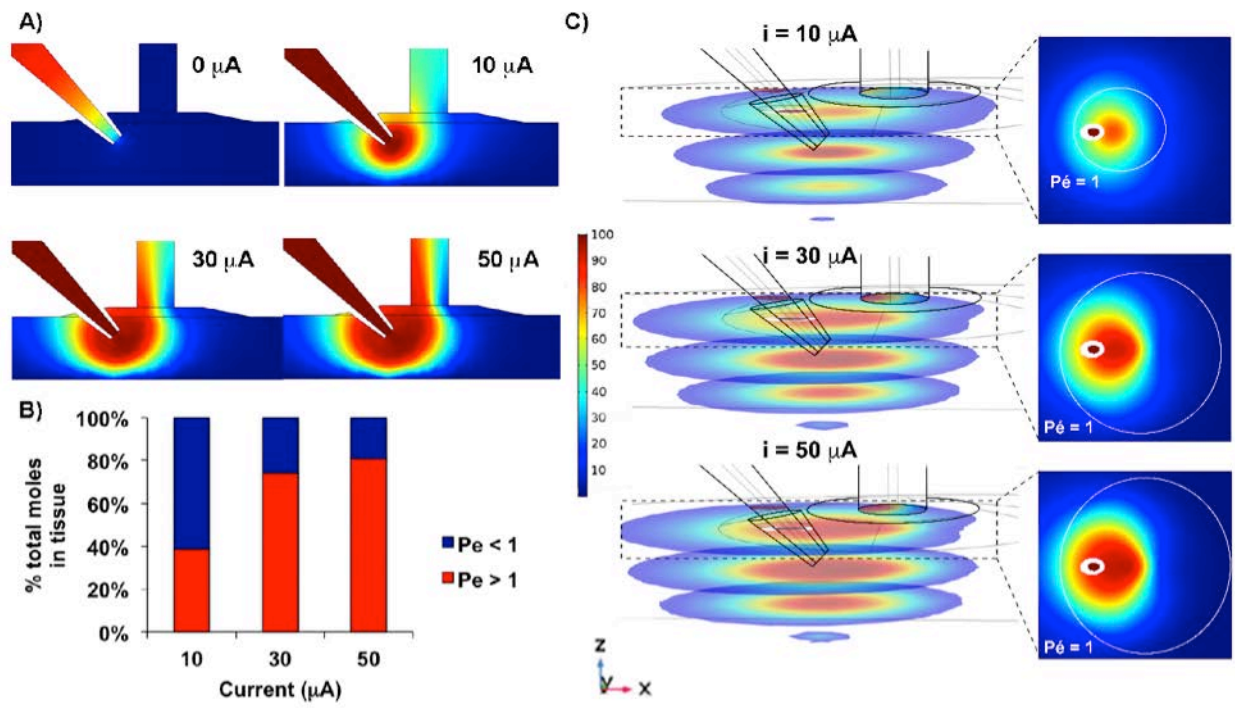 A)
0 μA
10 μA
30 μA
50 μA
B)
100%
80%
60%
40%
20%
0%
% total moles
in tissue
10
30
50
Current (μA)
Pe < 1
Pe > 1
C)
i = 10 μA
Pé = 1
i = 30 μA
Pé = 1
i = 50 μA
Pé = 1
100
90
80
70
60
50
40
30
20
10
z
y
x